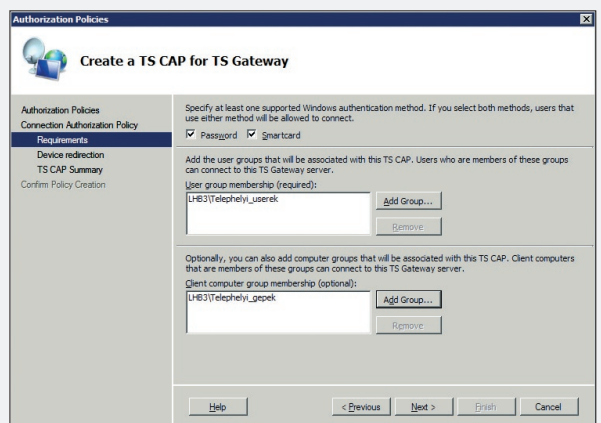 Authorization Policies
Create a TS CAP for TS Gateway
Authorization Policies
Connection Authorization Policy
Requirements
Device redirection
TS CAP Summary
Confirm Policy Creation
Specify at least one supported Windows authentication method. If you select both methods, users that
use either method will be allowed to connect.
Password Smartcard
Add the user groups that will be associated with this TS CAP. Users who are members of these groups
can connect to this TS Gateway server.
User group membership (required):
LHB3\Telephelyi_userek
Add Group...
Remove
Optionally, you can also add computer groups that will be associated with this TS CAP. Client computers
that are members of these groups can connect to this TS Gateway server.
Client computer group membership (optional):
LHB3\Telephelyi_gepek
Add Group...
Remove
Help < Previous Next > Finish Cancel